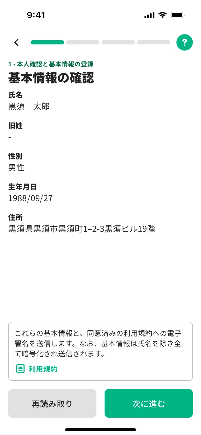 9:41
?
1 - 本人確認と基本情報の登録
基本情報の確認
氏名
黒須　太郎
旧姓
-
性別
男性
生年月日
1988/09/27
住所
黒須県黒須市黒須町1-2-3黒須ビル19階
これらの基本情報と、同意済みの利用規約への電子
署名を送信します。なお、基本情報は氏名を除き全
て暗号化され送信されます。
利用規約
再読み取り
次に進む